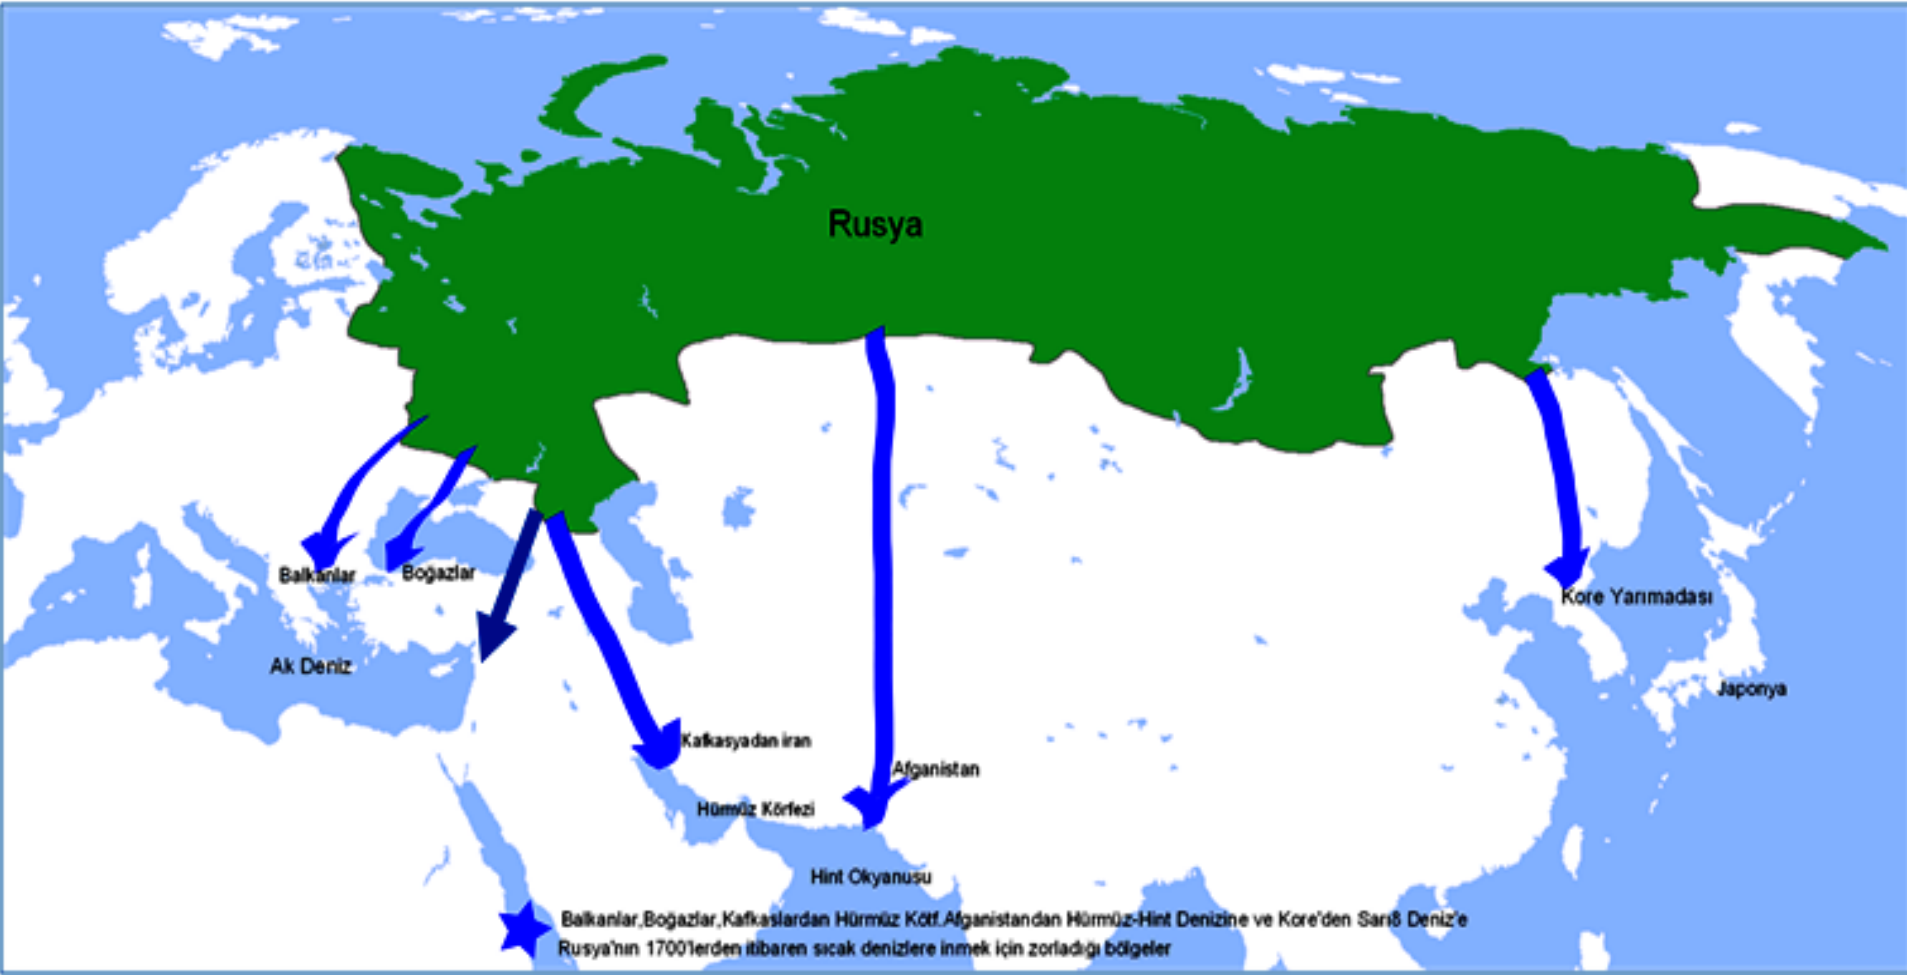 Rusya
Balkanlar
Boğazlar
Kore Yarımadası
Ak Deniz
Japonya
Kafkasyadan iran
Afganistan
Hürmüz Körfezi
Hint Okyanusu
Balkanlar,Boğazlar,Kafkaslardan Hürmüz Kötf.Afganistandan Hürmüz-Hint Denizine ve Kore'den Sarı8 Deniz'e
Rusya'nın 1700'lerden itibaren sıcak denizlere inmek için zorladığı bölgeler